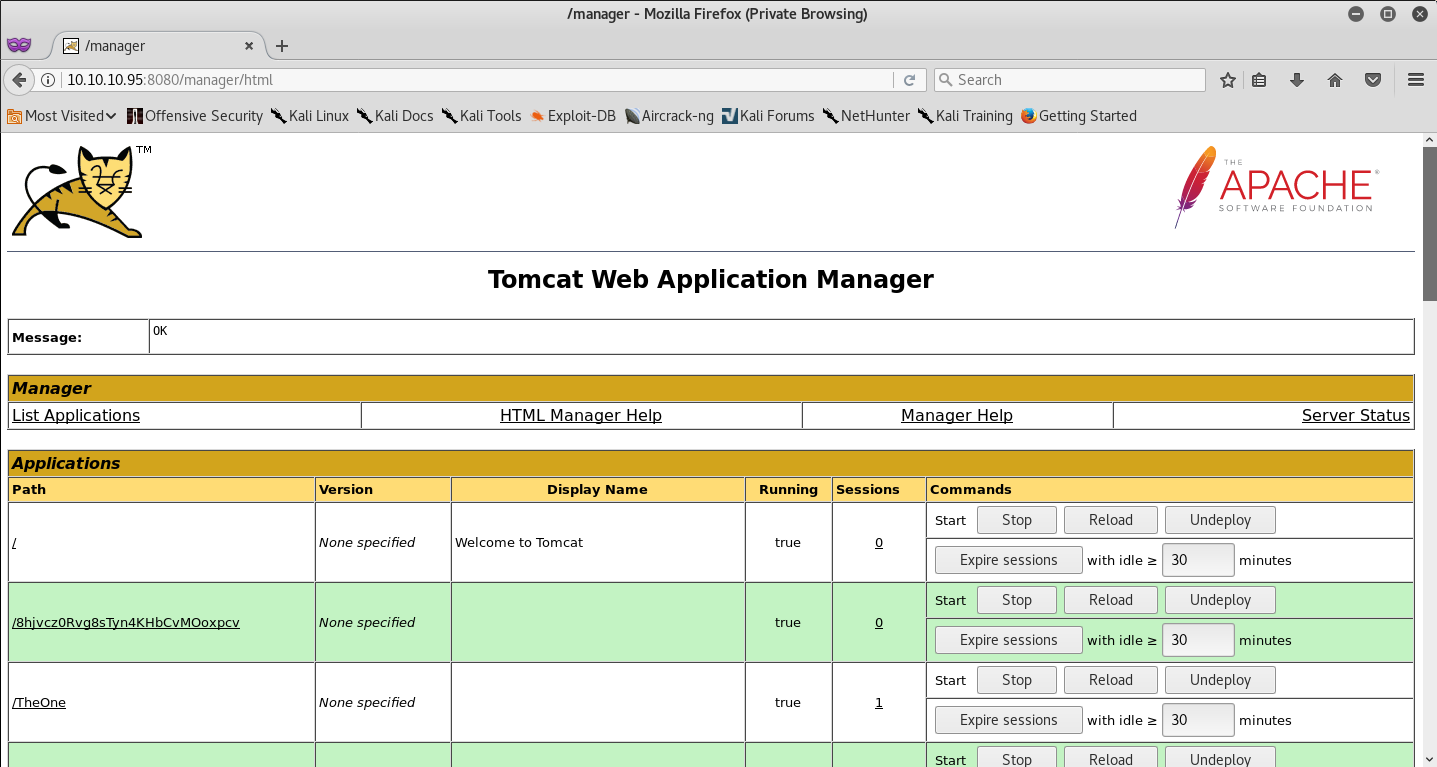 /manager - Mozilla Firefox (Private Browsing)
/manager
10.10.10.95:8080/manager/html
Search
Most Visited Offensive Security Kali Linux Kali Docs Kali Tools Exploit-DB Aircrack-ng Kali Forums NetHunter Kali Training Getting Started
TM
THE
APACHE®
SOFTWARE FOUNDATION
Tomcat Web Application Manager
Message: OK
Manager
List Applications HTML Manager Help Manager Help Server Status
Applications
Path Version Display Name Running Sessions Commands
/ None specified Welcome to Tomcat true 0
Start Stop Reload Undeploy
Expire sessions with idle ≥ 30 minutes
/8hjvcz0Rvg8sTyn4KHbCvMOoxpcv None specified true 0
Start Stop Reload Undeploy
Expire sessions with idle ≥ 30 minutes
/TheOne None specified true 1
Start Stop Reload Undeploy
Expire sessions with idle ≥ 30 minutes
Start Stop Reload Undeploy